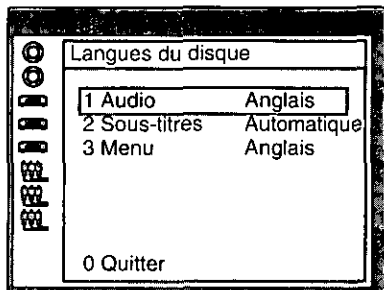 Langues du disque
1 Audio Anglais
2 Sous-titres Automatique
3 Menu Anglais
0 Quitter